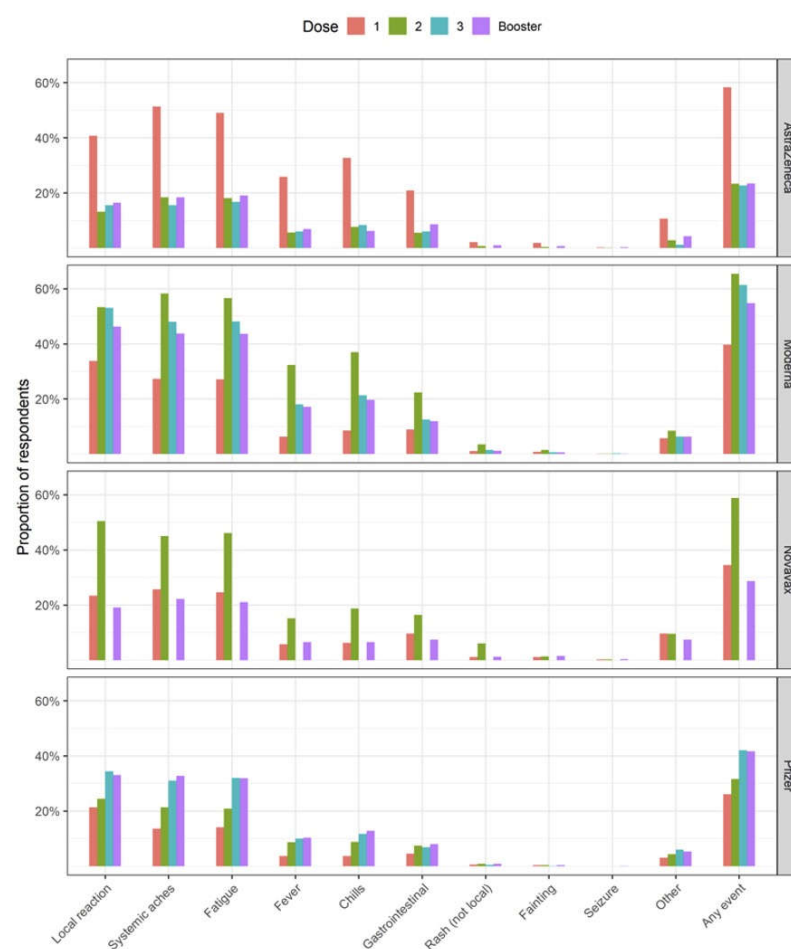 Dose 1 2 3 Booster
60%
40%
20%
AstraZeneca
60%
40%
20%
Moderna
Proportion of respondents
60%
40%
20%
Novavax
60%
40%
20%
Pfizer
Local reaction
Systemic aches
Fatigue
Fever
Chills
Gastrointestinal
Rash (not local)
Fainting
Seizure
Other
Any event